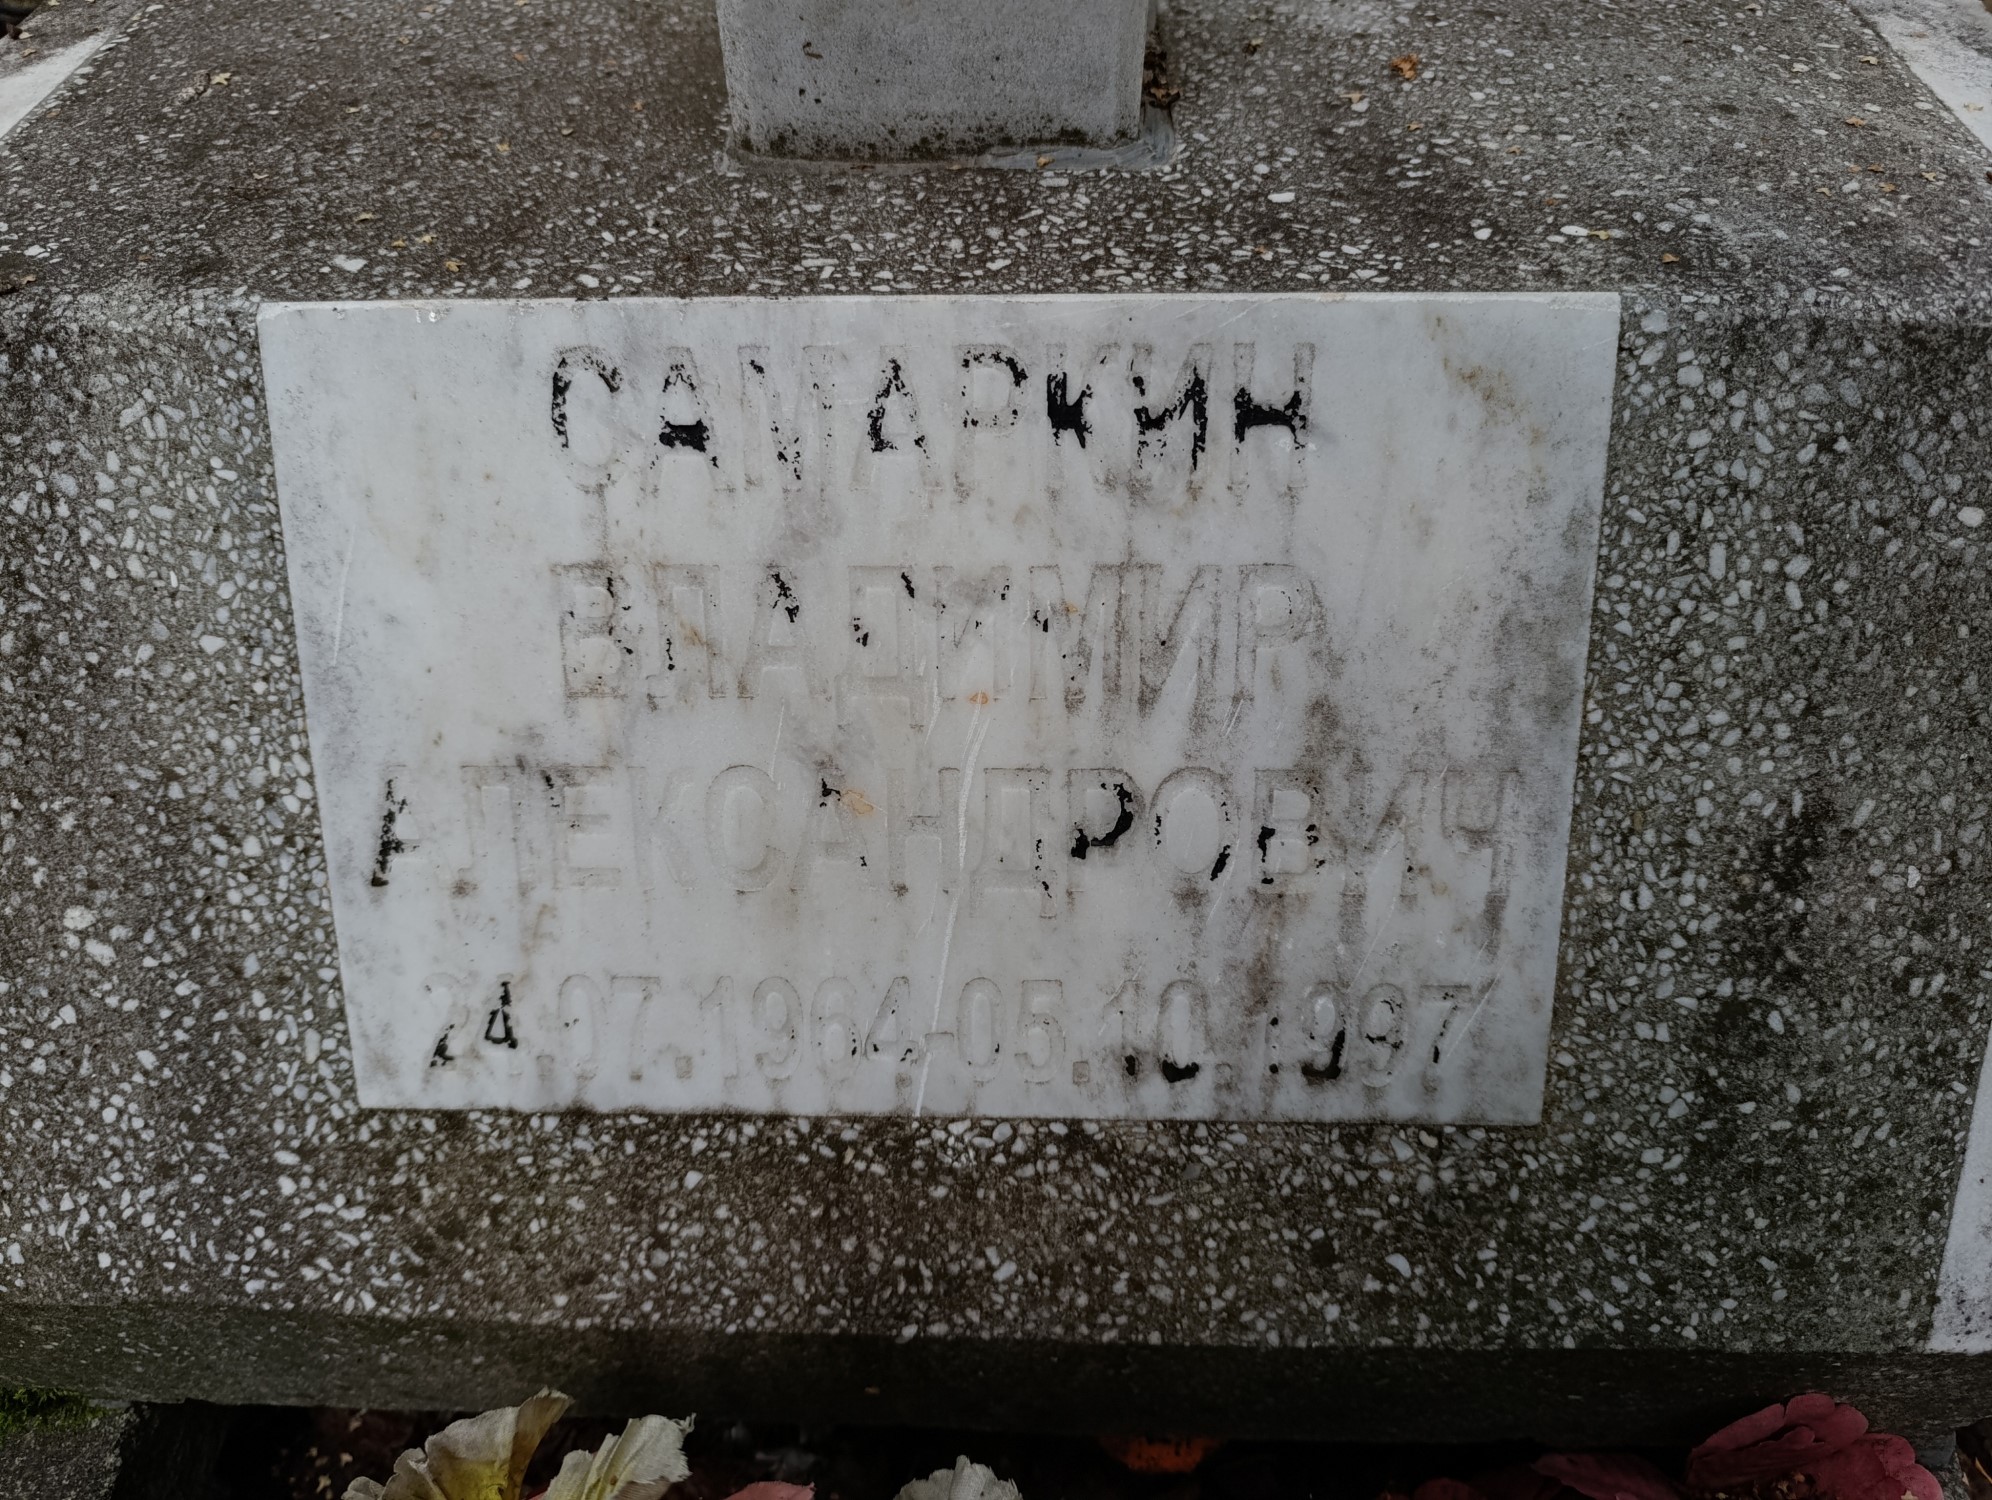 САМАРКИН
ВЛАДИМИР
АЛЕКСАНДРОВИЧ
24.07.1964-05.10.1997